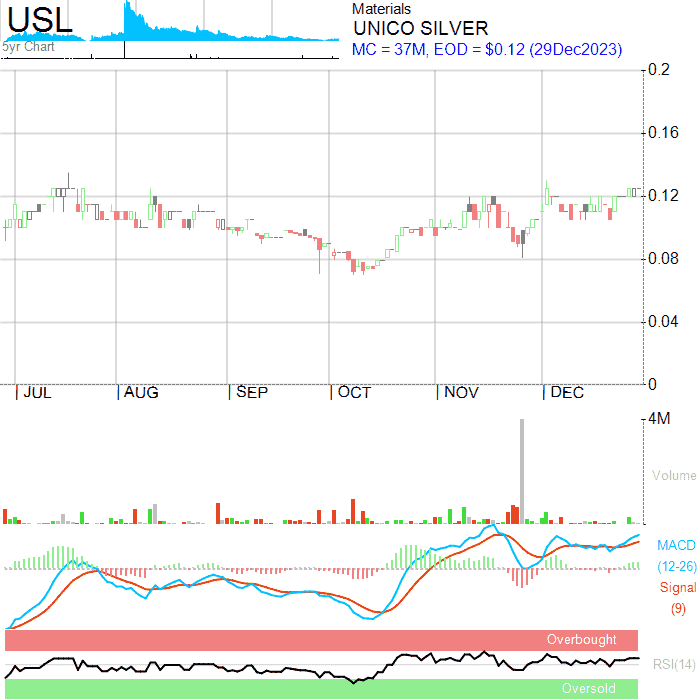 USL
5yr Chart
Materials
UNICO SILVER
MC = 37M, EOD = $0.12 (29Dec2023)
0.2
0.16
0.12
0.08
0.04
0
JUL AUG SEP OCT NOV DEC
4M
Volume
MACD
(12-26)
Signal
(9)
Overbought
RSI(14)
Oversold